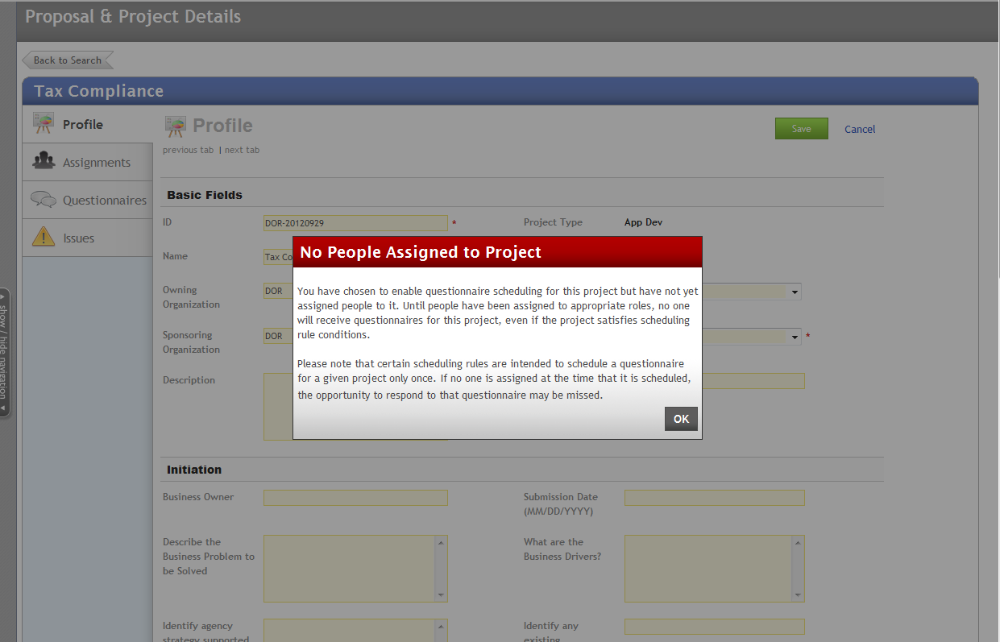 Proposal & Project Details
Back to Search
Tax Compliance
Profile
Assignments
Questionnaires
Issues
Profile
previous tab | next tab
Save
Cancel
Basic Fields
ID
DOR-20120929
*
Project Type
App Dev
Name
Tax Co
Owning
Organization
DOR
Sponsoring
Organization
DOR
*
Description
No People Assigned to Project
You have chosen to enable questionnaire scheduling for this project but have not yet
assigned people to it. Until people have been assigned to appropriate roles, no one
will receive questionnaires for this project, even if the project satisfies scheduling
rule conditions.
Please note that certain scheduling rules are intended to schedule a questionnaire
for a given project only once. If no one is assigned at the time that it is scheduled,
the opportunity to respond to that questionnaire may be missed.
OK
show / hide navigation
Initiation
Business Owner
Submission Date
(MM/DD/YYYY)
Describe the
Business Problem to
be Solved
What are the
Business Drivers?
Identify agency
strategy supported
Identify any
existing